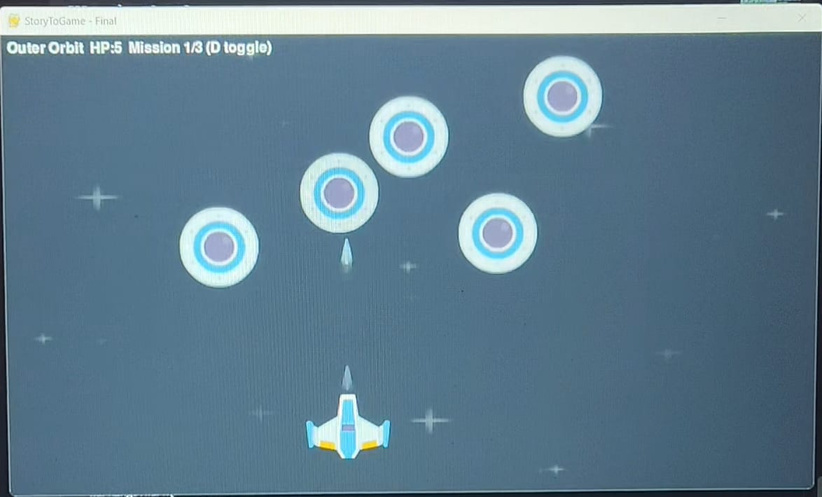 StoryToGame - Final
Outer Orbit HP:5 Mission 1/3 (D toggle)